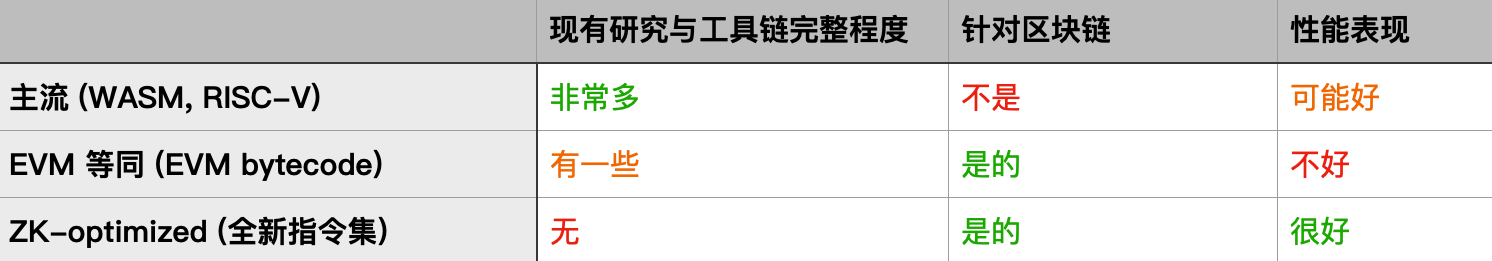 现有研究与工具链完整程度 针对区块链 性能表现
主流 (WASM, RISC-V) 非常多 不是 可能好
EVM 等同 (EVM bytecode) 有一些 是的 不好
ZK-optimized (全新指令集) 无 是的 很好